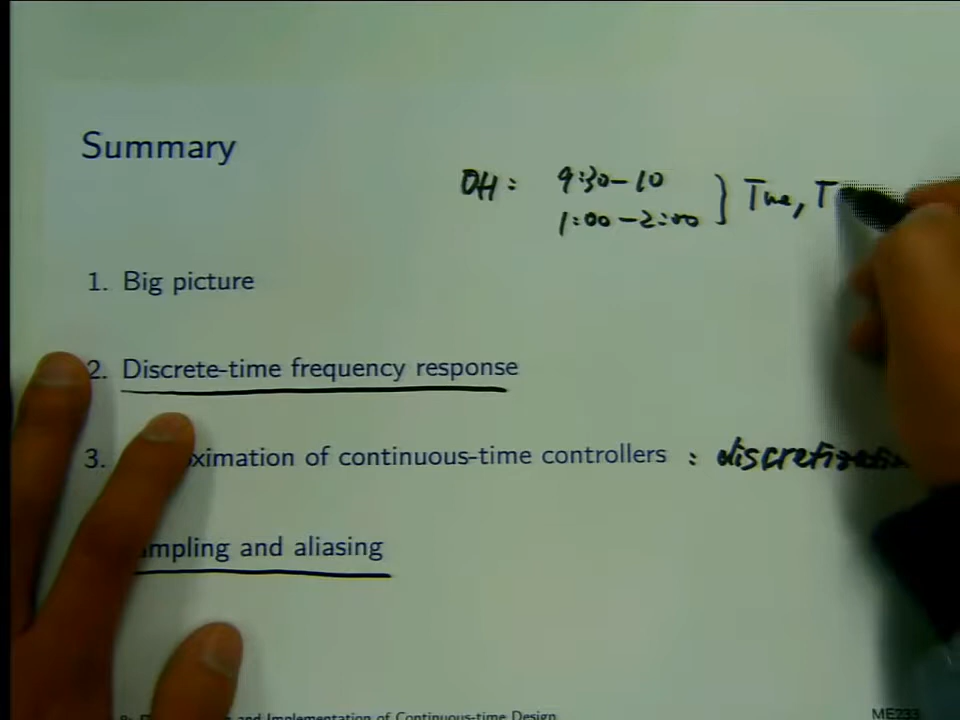 Summary
OH : 9:30-10
1:00-2:00 } Tue, T
1. Big picture
2. Discrete-time frequency response
3. ximation of continuous-time controllers :
mpling and aliasing
and Implementation of Continuous-time Design
ME233